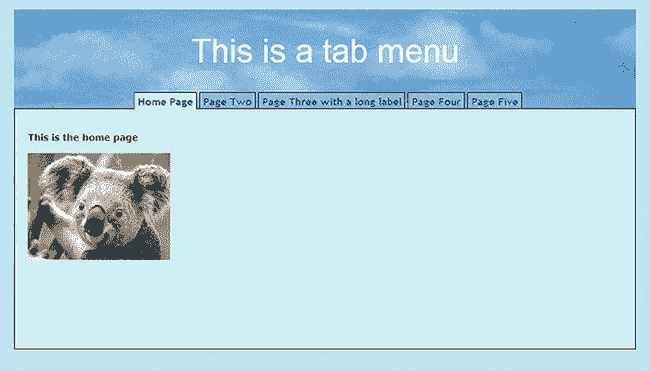 This is a tab menu
Home Page Page Two Page Three with a long label Page Four Page Five
This is the home page